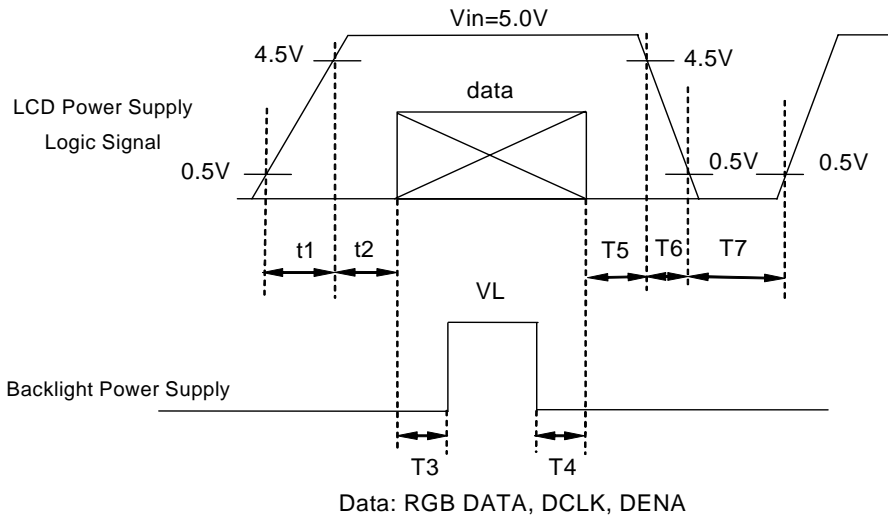 Vin=5.0V
4.5V
4.5V
data
LCD Power Supply
Logic Signal
0.5V
0.5V
0.5V
t1
t2
T5
T6
T7
VL
Backlight Power Supply
T3
T4
Data: RGB DATA, DCLK, DENA